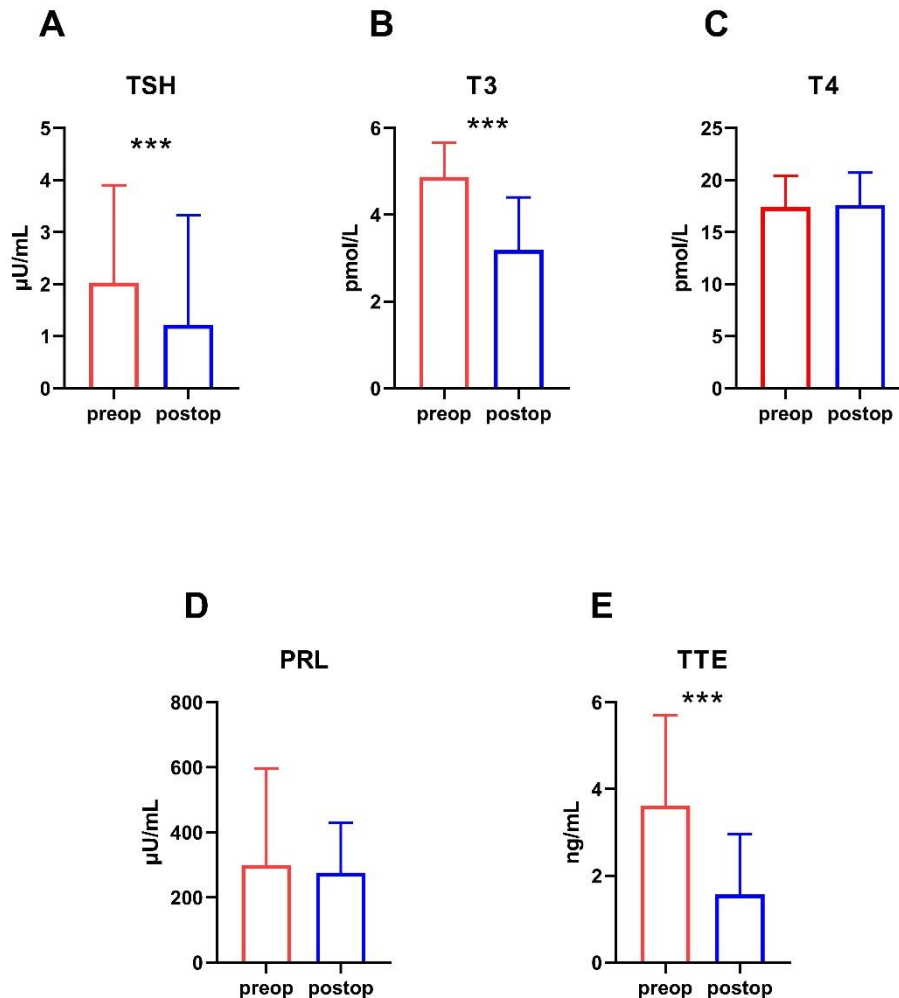 A
TSH
***
5
4
3
2
1
0
µU/mL
preop postop
B
T3
***
6
4
2
0
pmol/L
preop postop
C
T4
25
20
15
10
5
0
pmol/L
preop postop
D
PRL
800
600
400
200
0
µU/mL
preop postop
E
TTE
***
6
4
2
0
ng/mL
preop postop